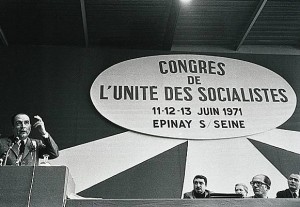 CONGRES
DE
L'UNITE DES SOCIALISTES
11-12-13 JUIN 1971
EPINAY S/SEINE